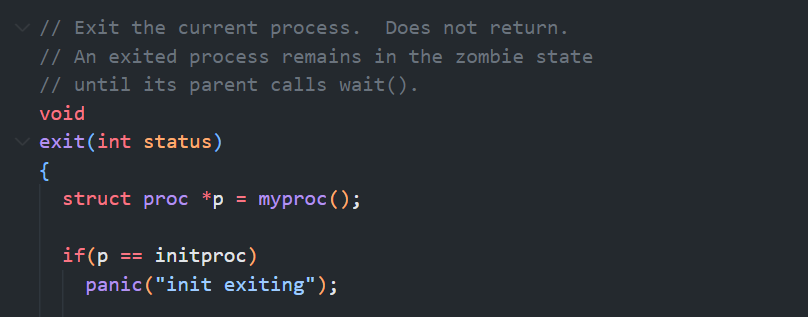 // Exit the current process.  Does not return.
// An exited process remains in the zombie state
// until its parent calls wait().
void
exit(int status)
{
  struct proc *p = myproc();

  if(p == initproc)
    panic("init exiting");